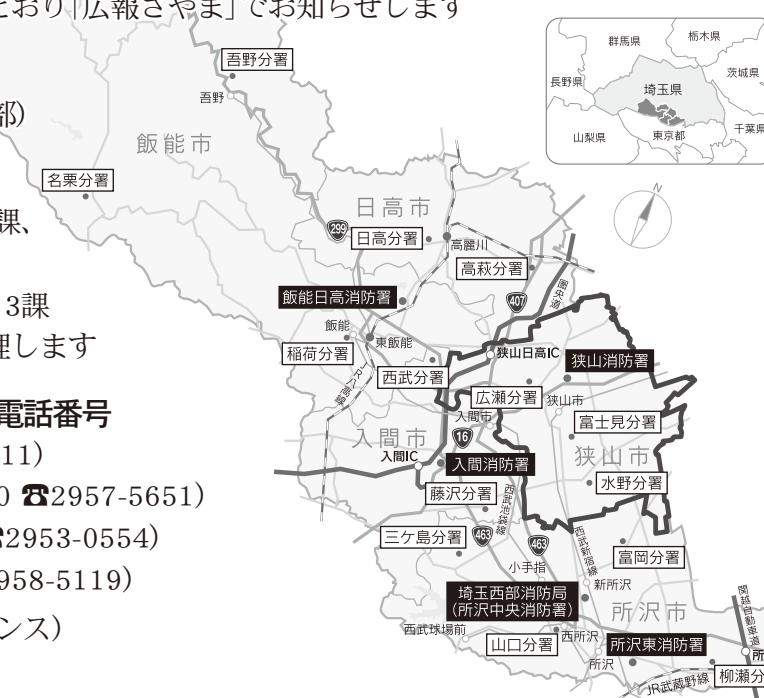 とおり「広報さやま」でお知らせします
部)
課、
3課
理します
電話番号
11)
0 ☎2957-5651)
☎2953-0554)
958-5119)
ンス)
群馬県
栃木県
長野県
埼玉県
茨城県
山梨県
東京都
千葉県
N
吾野分署
吾野
飯能市
名栗分署
日高市
299
日高分署
高麗川
高萩分署
407
圏央道
飯能日高消防署
飯能
東飯能
稲荷分署
JR八高線
西武分署
狭山日高IC
狭山消防署
広瀬分署
狭山市
入間市
富士見分署
入間市
16
入間IC
入間消防署
狭山市
水野分署
藤沢分署
西武池袋線
三ケ島分署
463
463
西武新宿線
富岡分署
小手指
新所沢
埼玉西部消防局
(所沢中央消防署)
所沢市
関越自動車道
西武球場前
山口分署
西所沢
所沢東消防署
所沢
所
JR武蔵野線
柳瀬分